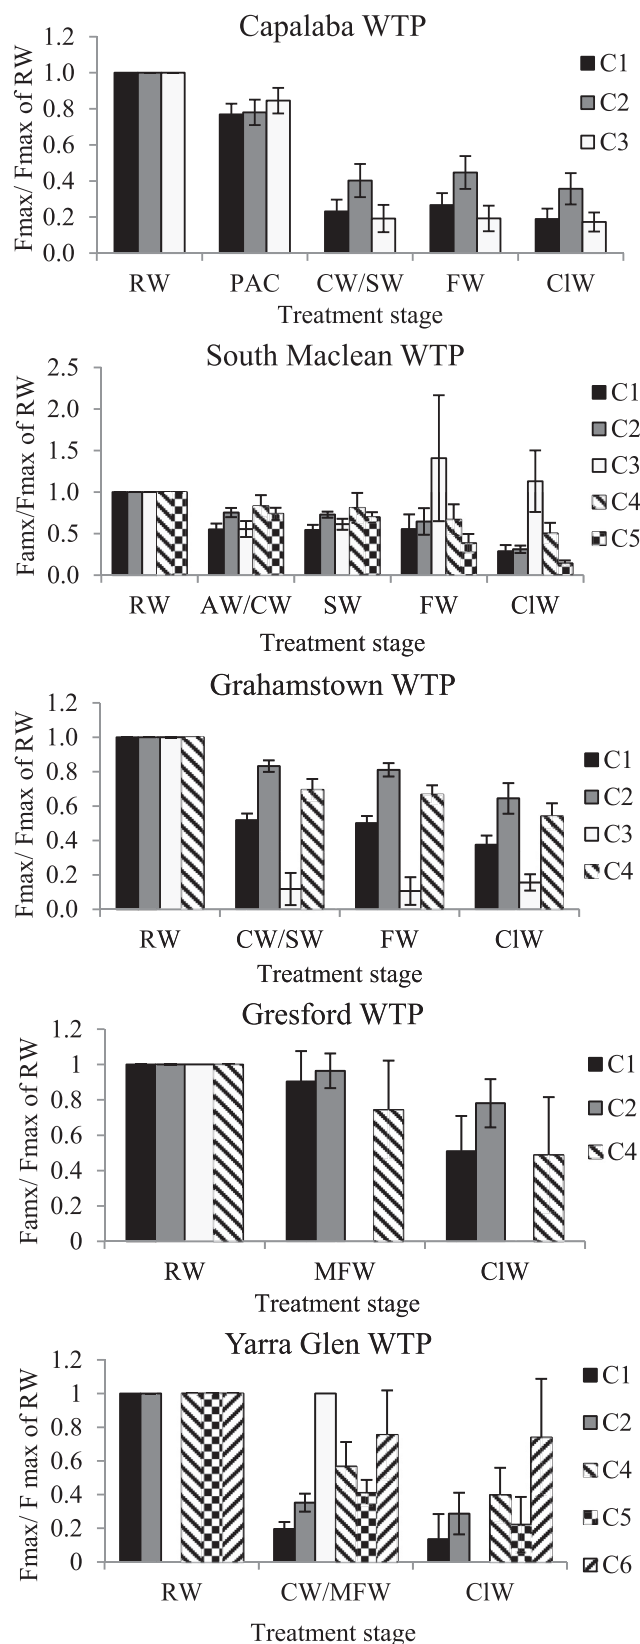 Capalaba WTP
Fmax/ Fmax of RW
1.2
1.0
0.8
0.6
0.4
0.2
0.0
C1
C2
C3
RW PAC CW/SW FW ClW
Treatment stage
South Maclean WTP
Famx/Fmax of RW
2.5
2.0
1.5
1.0
0.5
0.0
C1
C2
C3
C4
C5
RW AW/CW SW FW ClW
Treatment stage
Grahamstown WTP
Fmax/ Fmax of RW
1.2
1.0
0.8
0.6
0.4
0.2
0.0
C1
C2
C3
C4
RW CW/SW FW ClW
Treatment stage
Gresford WTP
Famx/ Fmax of RW
1.2
1
0.8
0.6
0.4
0.2
0
C1
C2
C4
RW MFW ClW
Treatment stage
Yarra Glen WTP
Fmax/ F max of RW
1.2
1
0.8
0.6
0.4
0.2
0
C1
C2
C4
C5
C6
RW CW/MFW ClW
Treatment stage